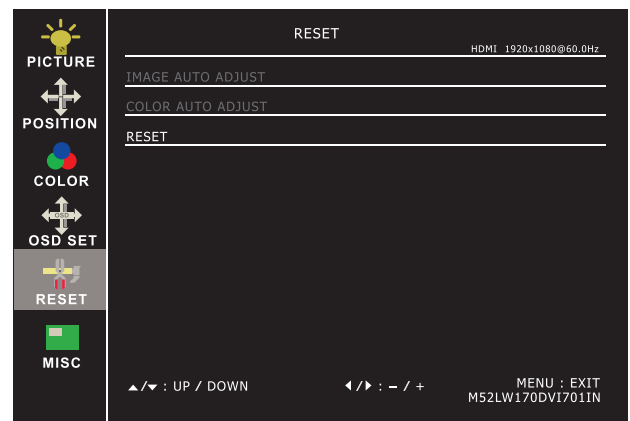 RESET
HDMI 1920x1080@60.0Hz
PICTURE
IMAGE AUTO ADJUST
COLOR AUTO ADJUST
POSITION
RESET
COLOR
OSD
OSD SET
RESET
MISC
▲/▼ : UP / DOWN
◀/▶ : – / +
MENU : EXIT
M52LW170DVI701IN